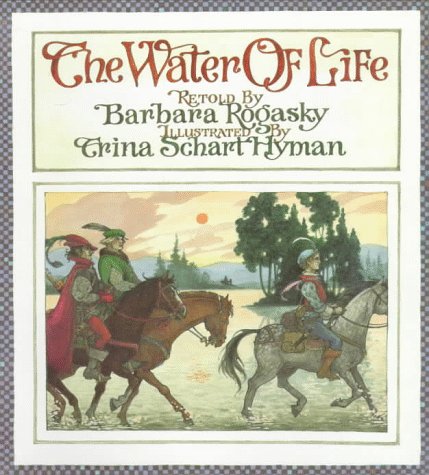 The Water Of Life
Retold By
Barbara Rogasky
Illustrated By
Trina Schart Hyman